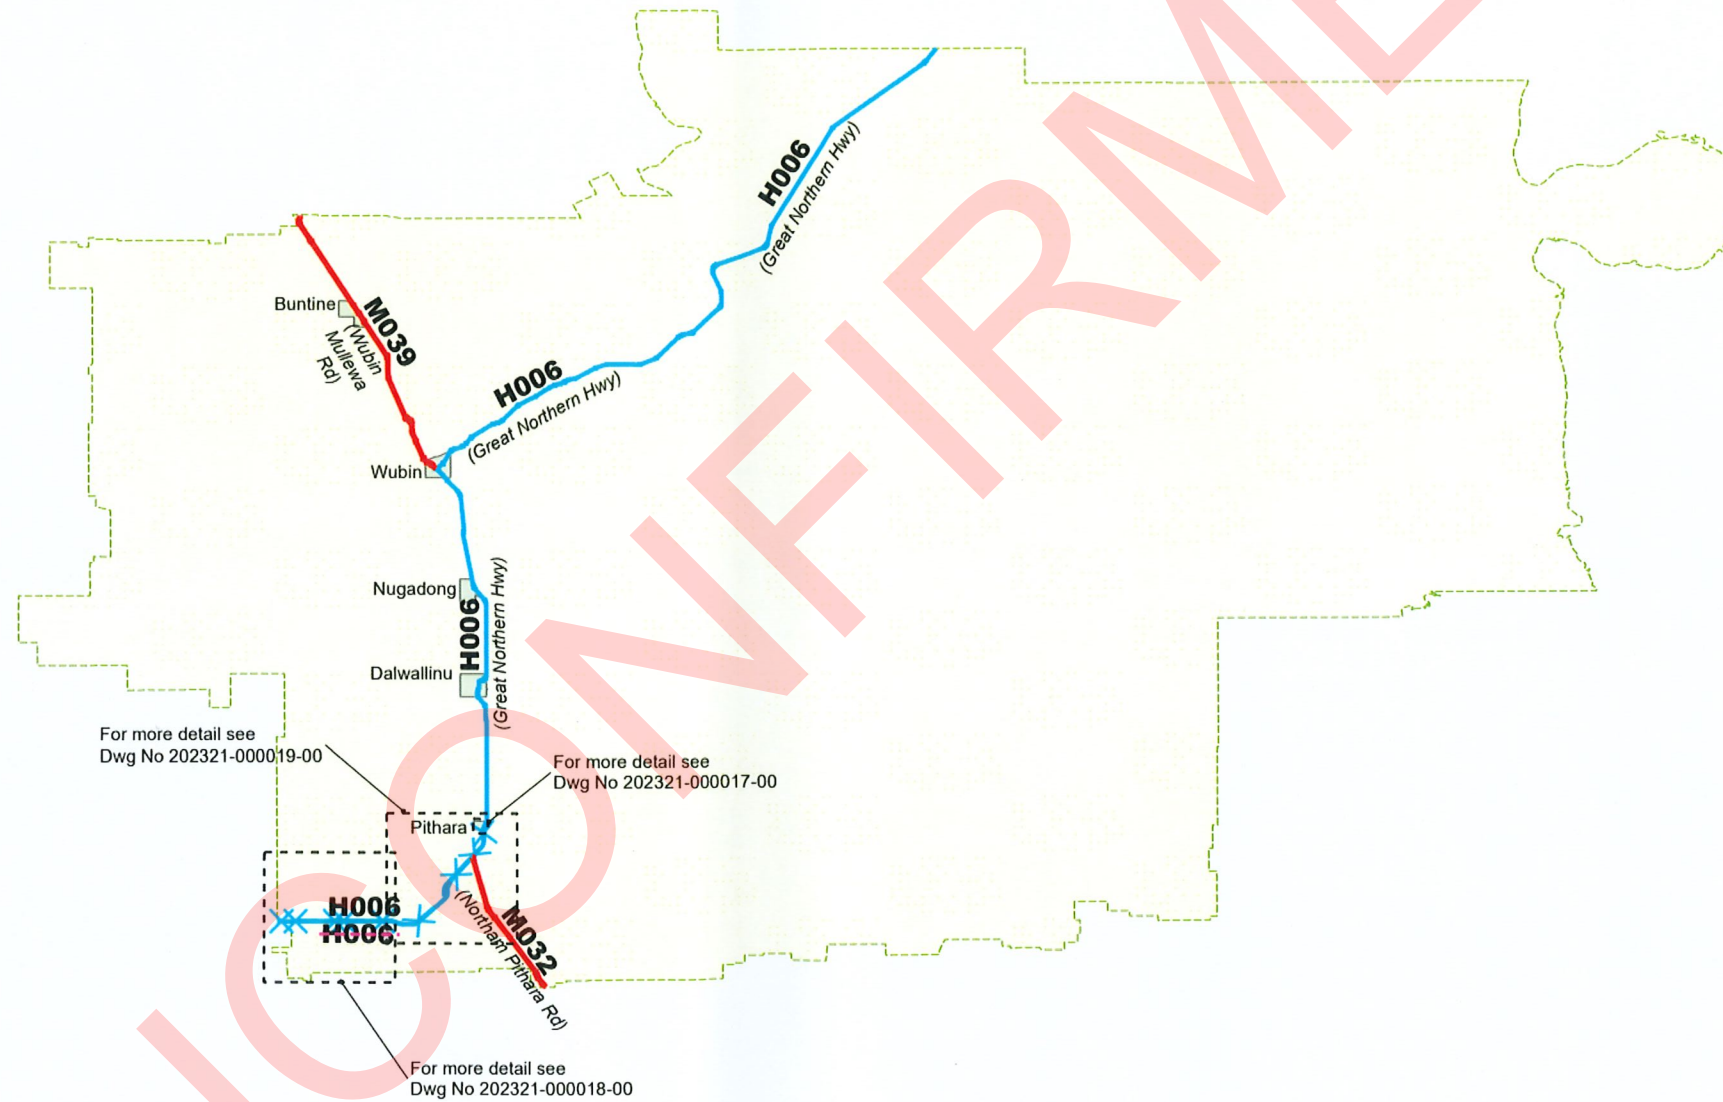 H006
(Great Northern Hwy)
Buntine
M039
(Wubin
Mullewa
Rd)
H006
(Great Northern Hwy)
Wubin
Nugadong
H006
(Great Northern Hwy)
Dalwallinu
For more detail see
Dwg No 202321-000019-00
For more detail see
Dwg No 202321-000017-00
Pithara
H006
H006
M032
(Northam Pithara Rd)
For more detail see
Dwg No 202321-000018-00
CONFIRME